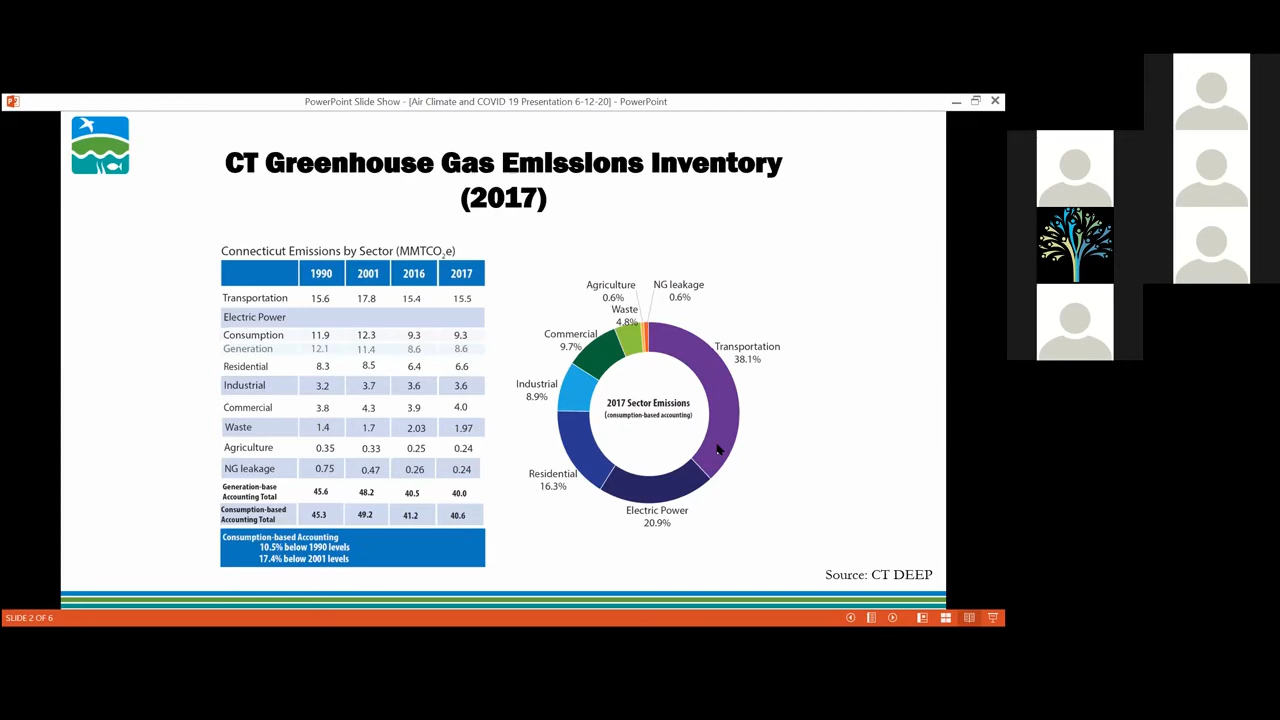 PowerPoint Slide Show - [Air Climate and COVID 19 Presentation 6-12-20] - PowerPoint
CT Greenhouse Gas Emissions Inventory
(2017)
Connecticut Emissions by Sector (MMTCO2e)
1990 2001 2016 2017
Transportation 15.6 17.8 15.4 15.5
Electric Power
Consumption 11.9 12.3 9.3 9.3
Generation 12.1 11.4 8.6 8.6
Residential 8.3 8.5 6.4 6.6
Industrial 3.2 3.7 3.6 3.6
Commercial 3.8 4.3 3.9 4.0
Waste 1.4 1.7 2.03 1.97
Agriculture 0.35 0.33 0.25 0.24
NG leakage 0.75 0.47 0.26 0.24
Generation-base
Accounting Total 45.6 48.2 40.5 40.0
Consumption-based
Accounting Total 45.3 49.2 41.2 40.6
Consumption-based Accounting
10.5% below 1990 levels
17.4% below 2001 levels
Agriculture
0.6%
NG leakage
0.6%
Waste
4.8%
Commercial
9.7%
Transportation
38.1%
Industrial
8.9%
2017 Sector Emissions
(consumption-based accounting)
Residential
16.3%
Electric Power
20.9%
Source: CT DEEP
SLIDE 2 OF 6